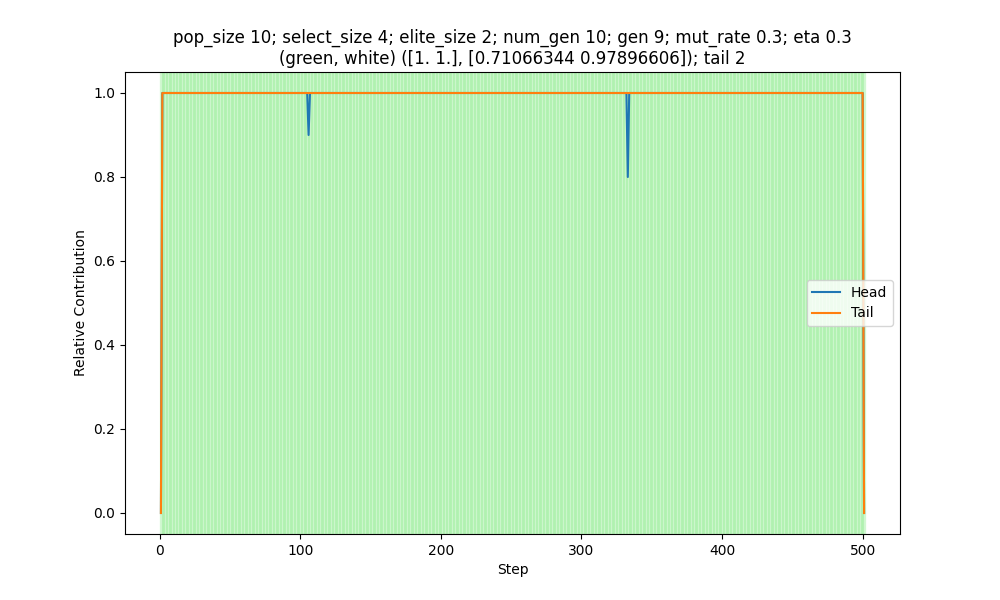 pop_size 10; select_size 4; elite_size 2; num_gen 10; gen 9; mut_rate 0.3; eta 0.3
(green, white) ([1. 1.], [0.71066344 0.97896606]); tail 2
1.0
0.8
0.6
0.4
0.2
0.0
Relative Contribution
Head
Tail
0
100
200
300
400
500
Step